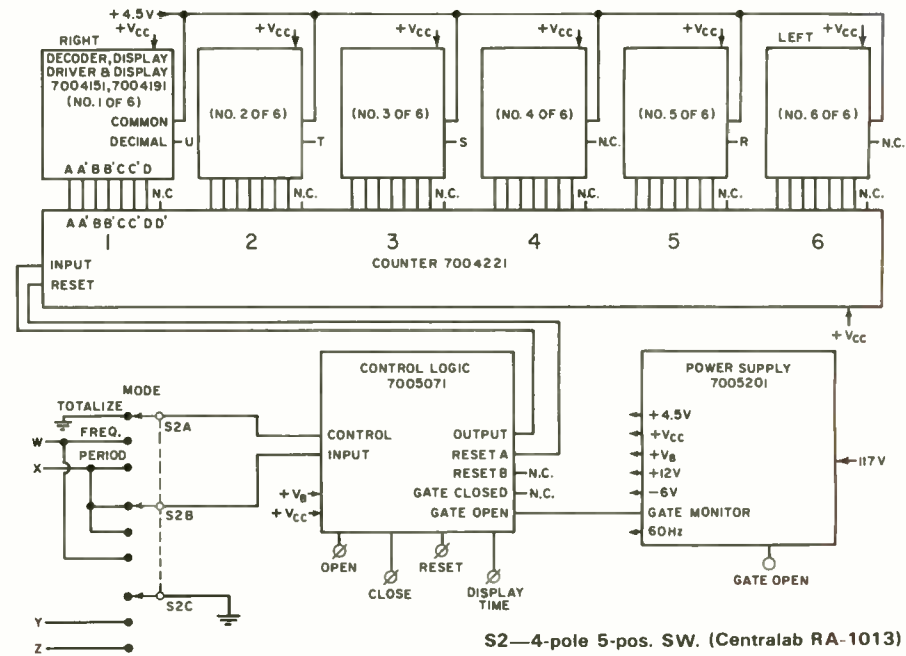 +4.5V
+VCC
+VCC
+VCC
+VCC
+VCC
+VCC
RIGHT
LEFT
DECODER, DISPLAY
DRIVER & DISPLAY
7004151, 7004191
(NO. 1 OF 6)
(NO. 2 OF 6)
(NO. 3 OF 6)
(NO. 4 OF 6)
(NO. 5 OF 6)
(NO. 6 OF 6)
COMMON
DECIMAL
U
T
S
N.C.
R
N.C.
A A' B B' C C' D
N.C.
N.C.
N.C.
N.C.
N.C.
N.C.
A A' B B' C C' D D'
1
2
3
4
5
6
COUNTER 7004221
INPUT
RESET
+VCC
MODE
TOTALIZE
FREQ.
PERIOD
W
X
S2A
S2B
S2C
Y
Z
CONTROL LOGIC
7005071
CONTROL
INPUT
+VB
+VCC
OUTPUT
RESET A
RESET B
N.C.
GATE CLOSED
N.C.
GATE OPEN
OPEN
CLOSE
RESET
DISPLAY
TIME
POWER SUPPLY
7005201
+4.5V
+VCC
+VB
+12V
-6V
GATE MONITOR
60Hz
117V
GATE OPEN
S2—4-pole 5-pos. SW. (Centralab RA-1013)